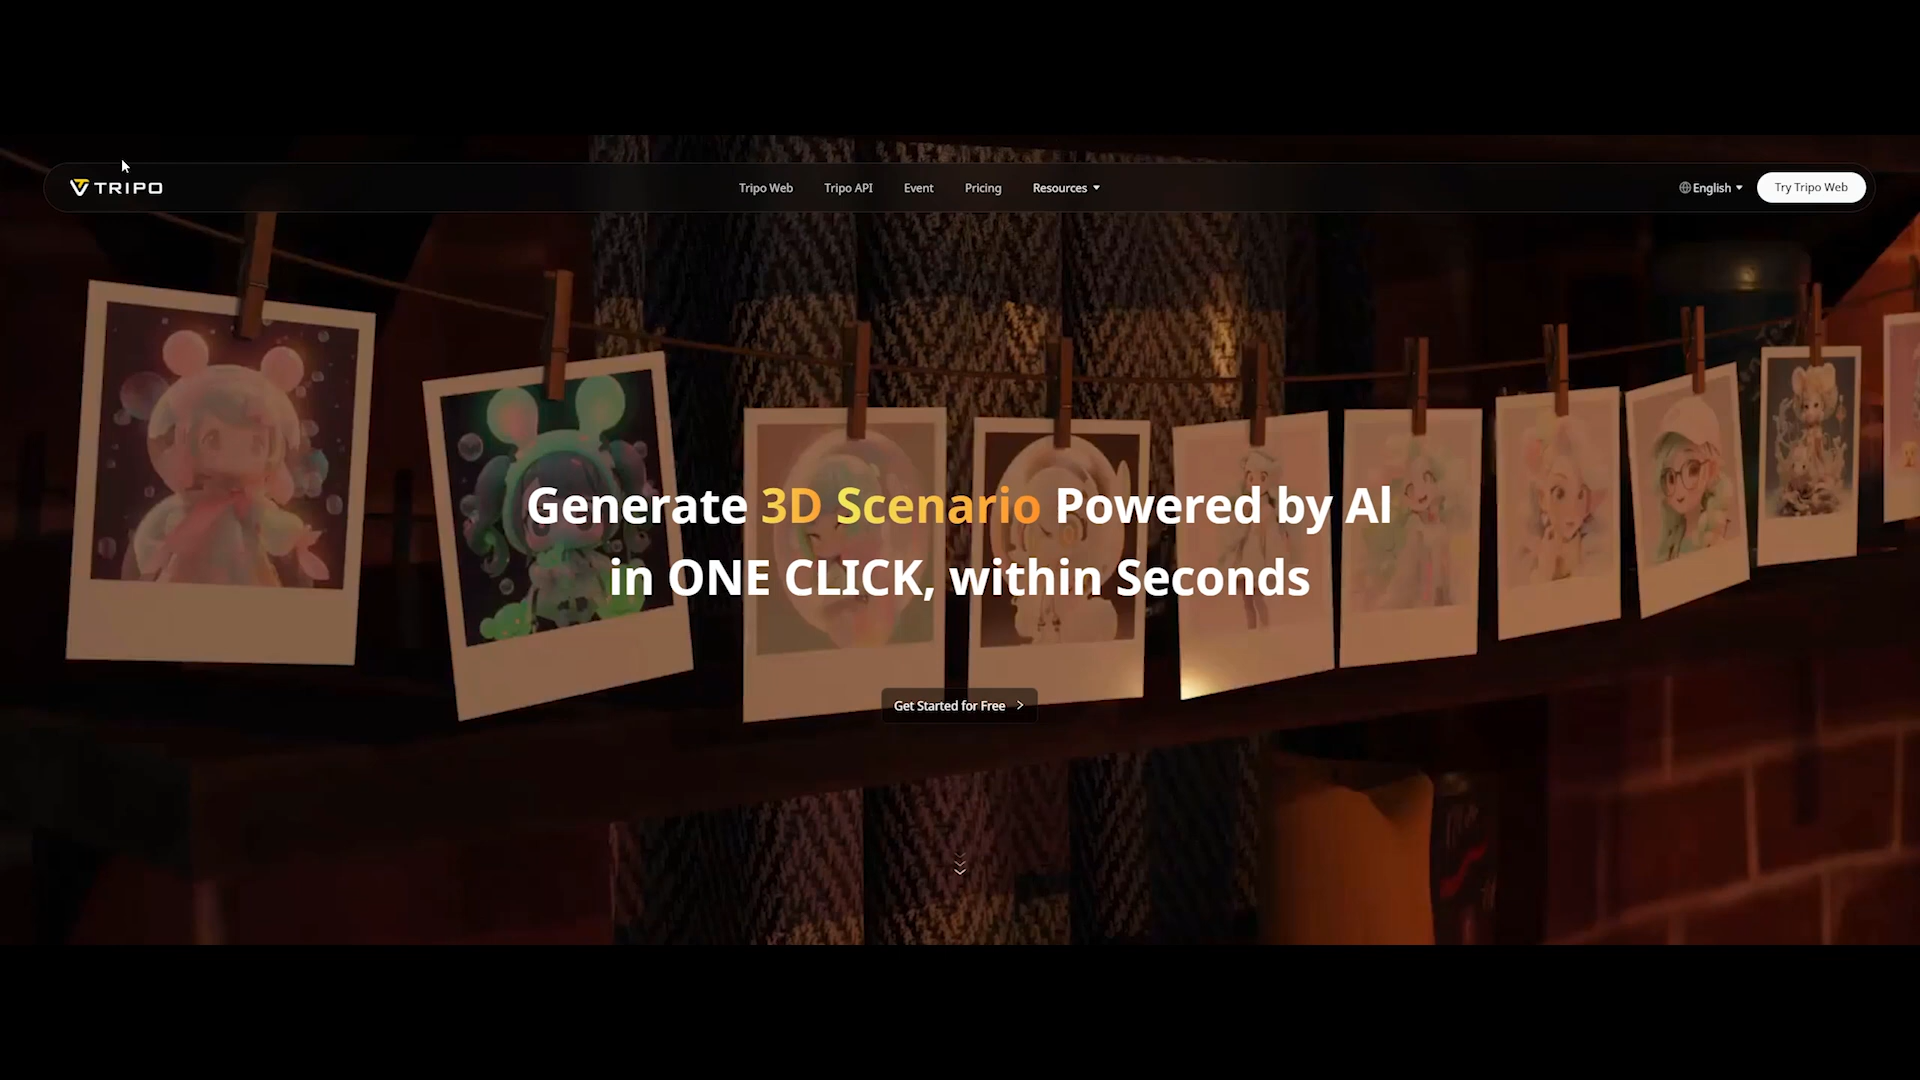 TRIPO
Tripo Web
Tripo API
Event
Pricing
Resources
English
Try Tripo Web
Generate 3D Scenario Powered by AI
in ONE CLICK, within Seconds
Get Started for Free